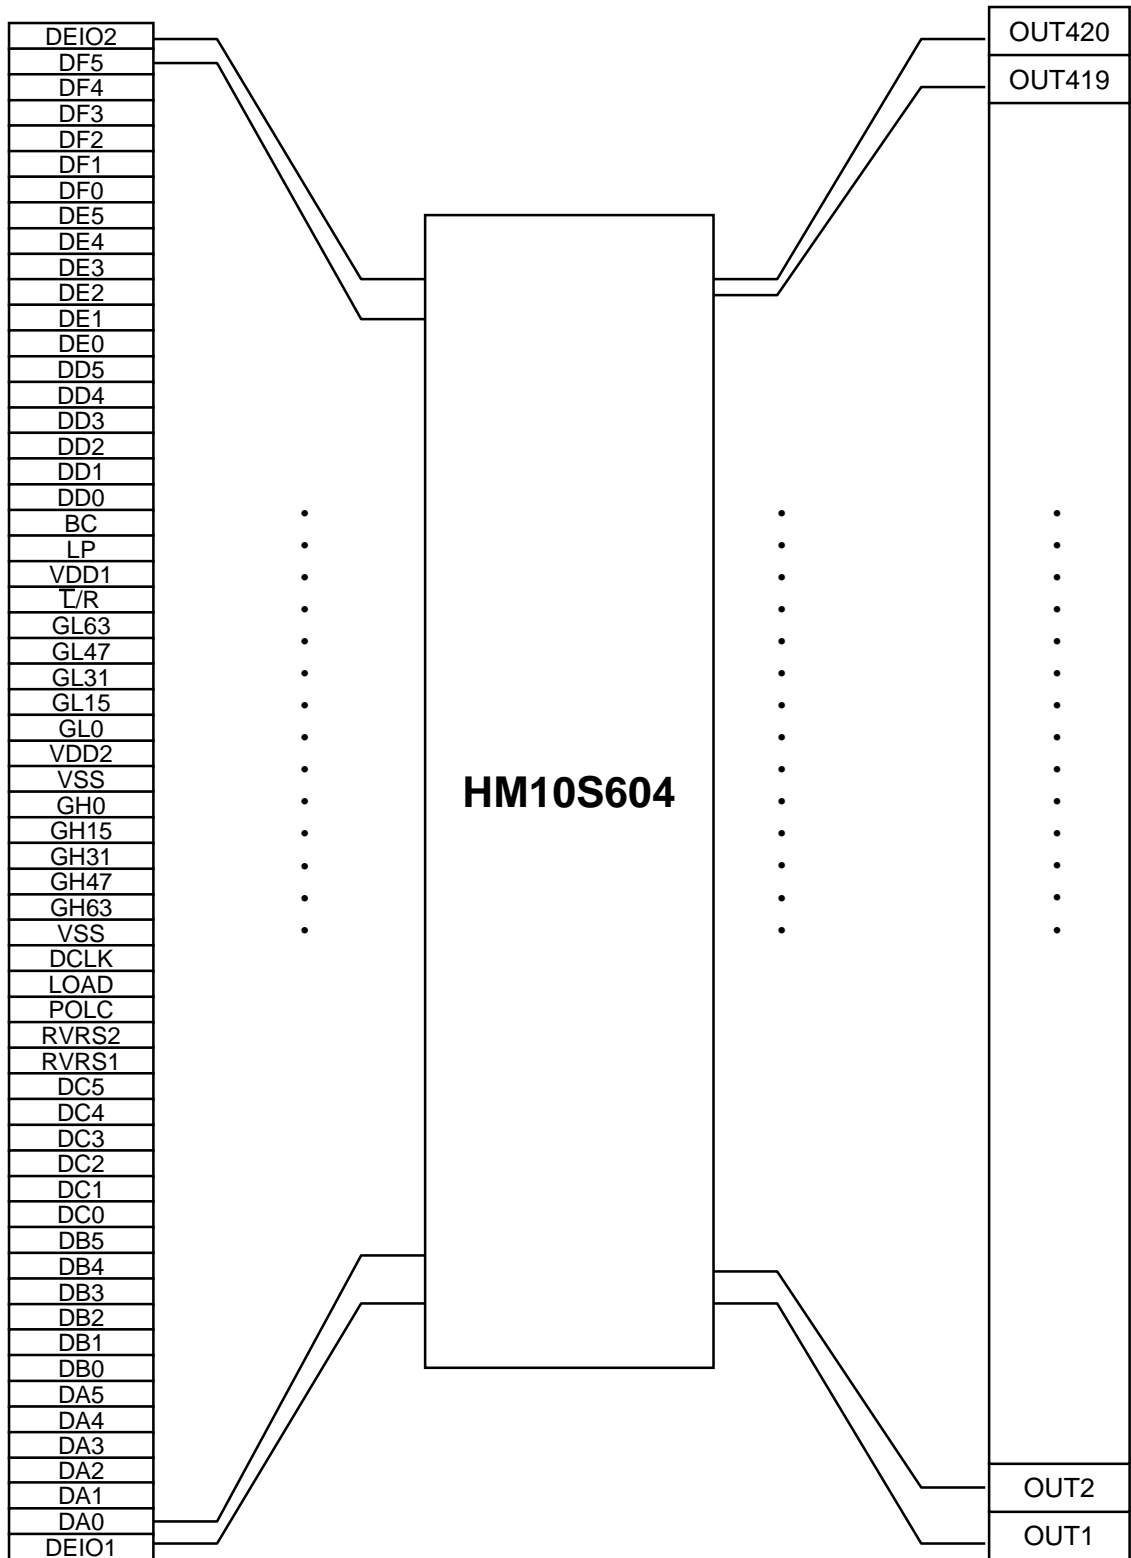 DEIO2
DF5
DF4
DF3
DF2
DF1
DF0
DE5
DE4
DE3
DE2
DE1
DE0
DD5
DD4
DD3
DD2
DD1
DD0
BC
LP
VDD1
L̅/R
GL63
GL47
GL31
GL15
GL0
VDD2
VSS
GH0
GH15
GH31
GH47
GH63
VSS
DCLK
LOAD
POLC
RVRS2
RVRS1
DC5
DC4
DC3
DC2
DC1
DC0
DB5
DB4
DB3
DB2
DB1
DB0
DA5
DA4
DA3
DA2
DA1
DA0
DEIO1
HM10S604
OUT420
OUT419
OUT2
OUT1